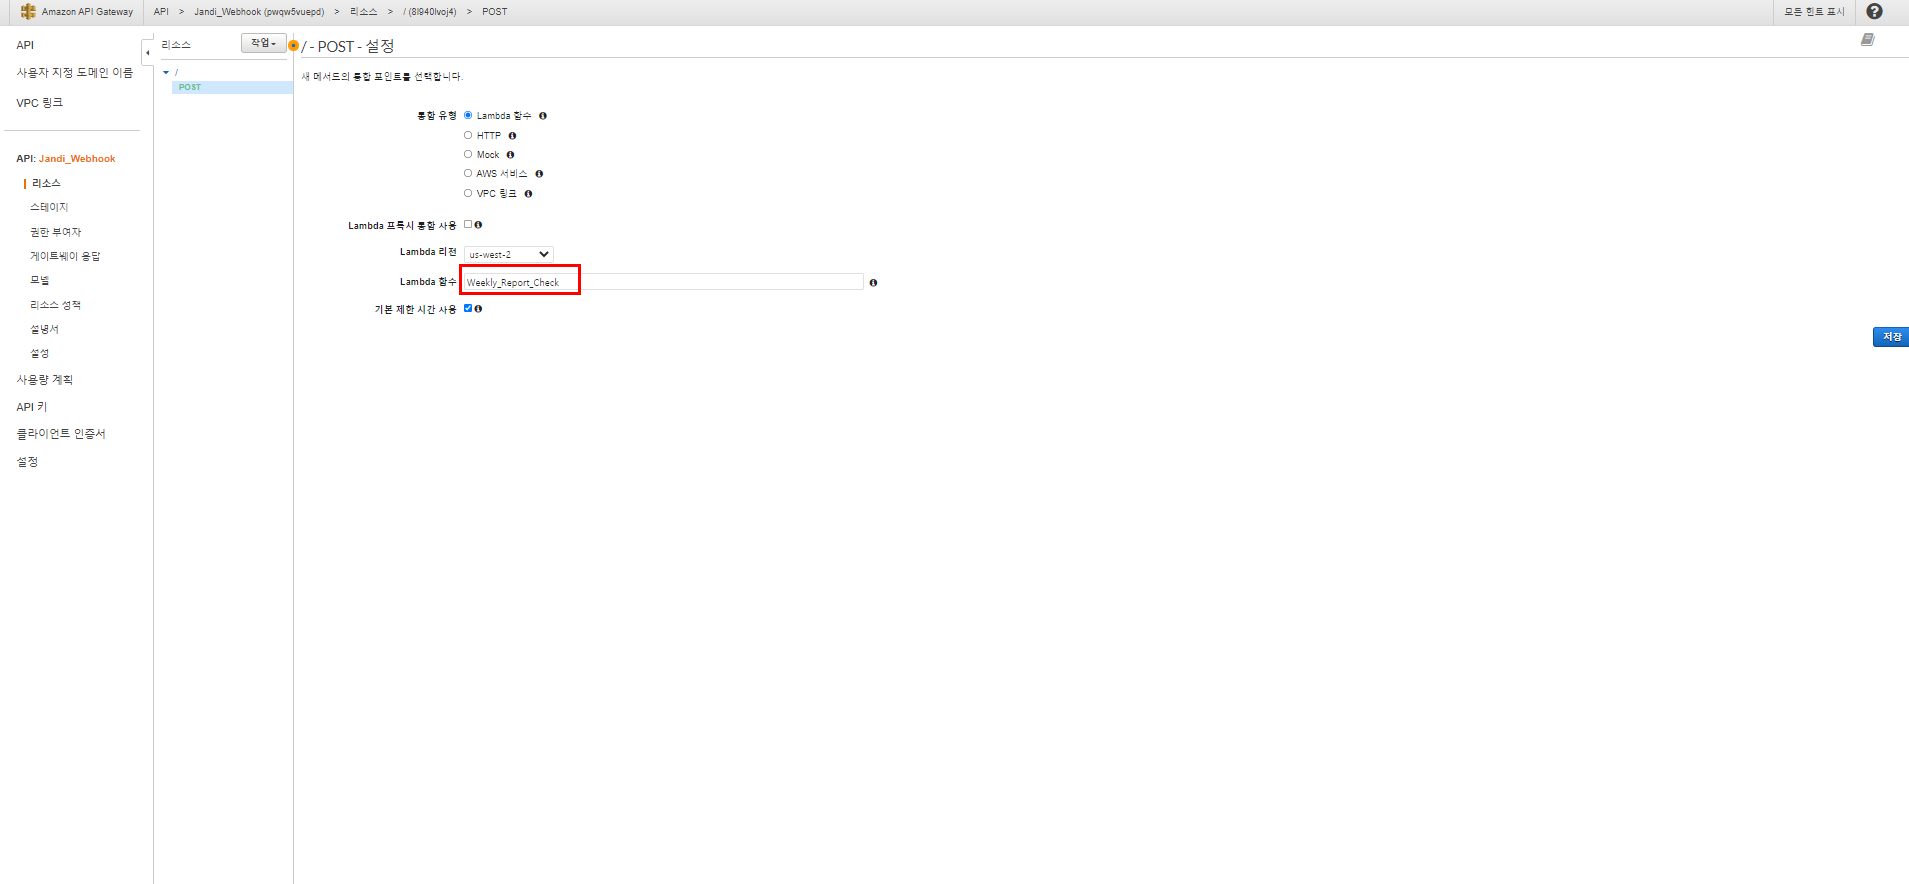 Amazon API Gateway
API > Jandi_Webhook (pwqw5vuepd) > 리소스 > / (8l940lvoj4) > POST
모든 힌트 표시
API
사용자 지정 도메인 이름
VPC 링크
API: Jandi_Webhook
리소스
스테이지
권한 부여자
게이트웨이 응답
모델
리소스 정책
설명서
설정
사용량 계획
API 키
클라이언트 인증서
설정
리소스
작업
/
POST
/ - POST - 설정
새 메서드의 통합 포인트를 선택합니다.
통합 유형 Lambda 함수
HTTP
Mock
AWS 서비스
VPC 링크
Lambda 프록시 통합 사용
Lambda 리전 us-west-2
Lambda 함수 Weekly_Report_Check
기본 제한 시간 사용
저장